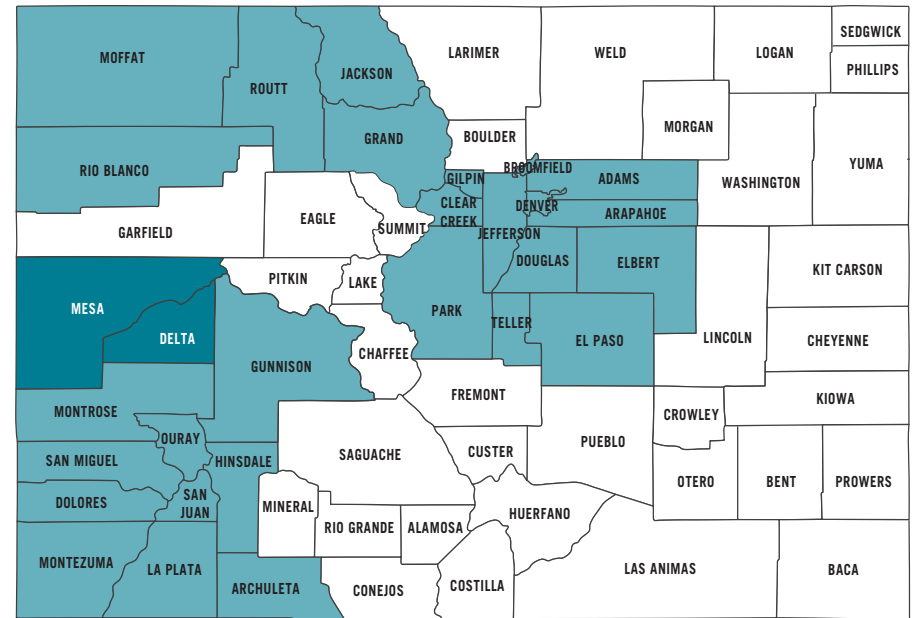 SEDGWICK
MOFFAT
LARIMER
WELD
LOGAN
JACKSON
PHILLIPS
ROUTT
MORGAN
GRAND
BOULDER
YUMA
RIO BLANCO
BROOMFIELD
GILPIN
ADAMS
WASHINGTON
CLEAR
CREEK
DENVER
ARAPAHOE
EAGLE
SUMMIT
GARFIELD
JEFFERSON
DOUGLAS
ELBERT
KIT CARSON
PITKIN
LAKE
MESA
PARK
TELLER
DELTA
EL PASO
LINCOLN
CHEYENNE
CHAFFEE
GUNNISON
FREMONT
KIOWA
MONTROSE
CROWLEY
OURAY
PUEBLO
CUSTER
SAGUACHE
SAN MIGUEL
HINSDALE
OTERO
BENT
PROWERS
DOLORES
SAN
JUAN
MINERAL
HUERFANO
RIO GRANDE
ALAMOSA
MONTEZUMA
LA PLATA
LAS ANIMAS
BACA
ARCHULETA
CONEJOS
COSTILLA